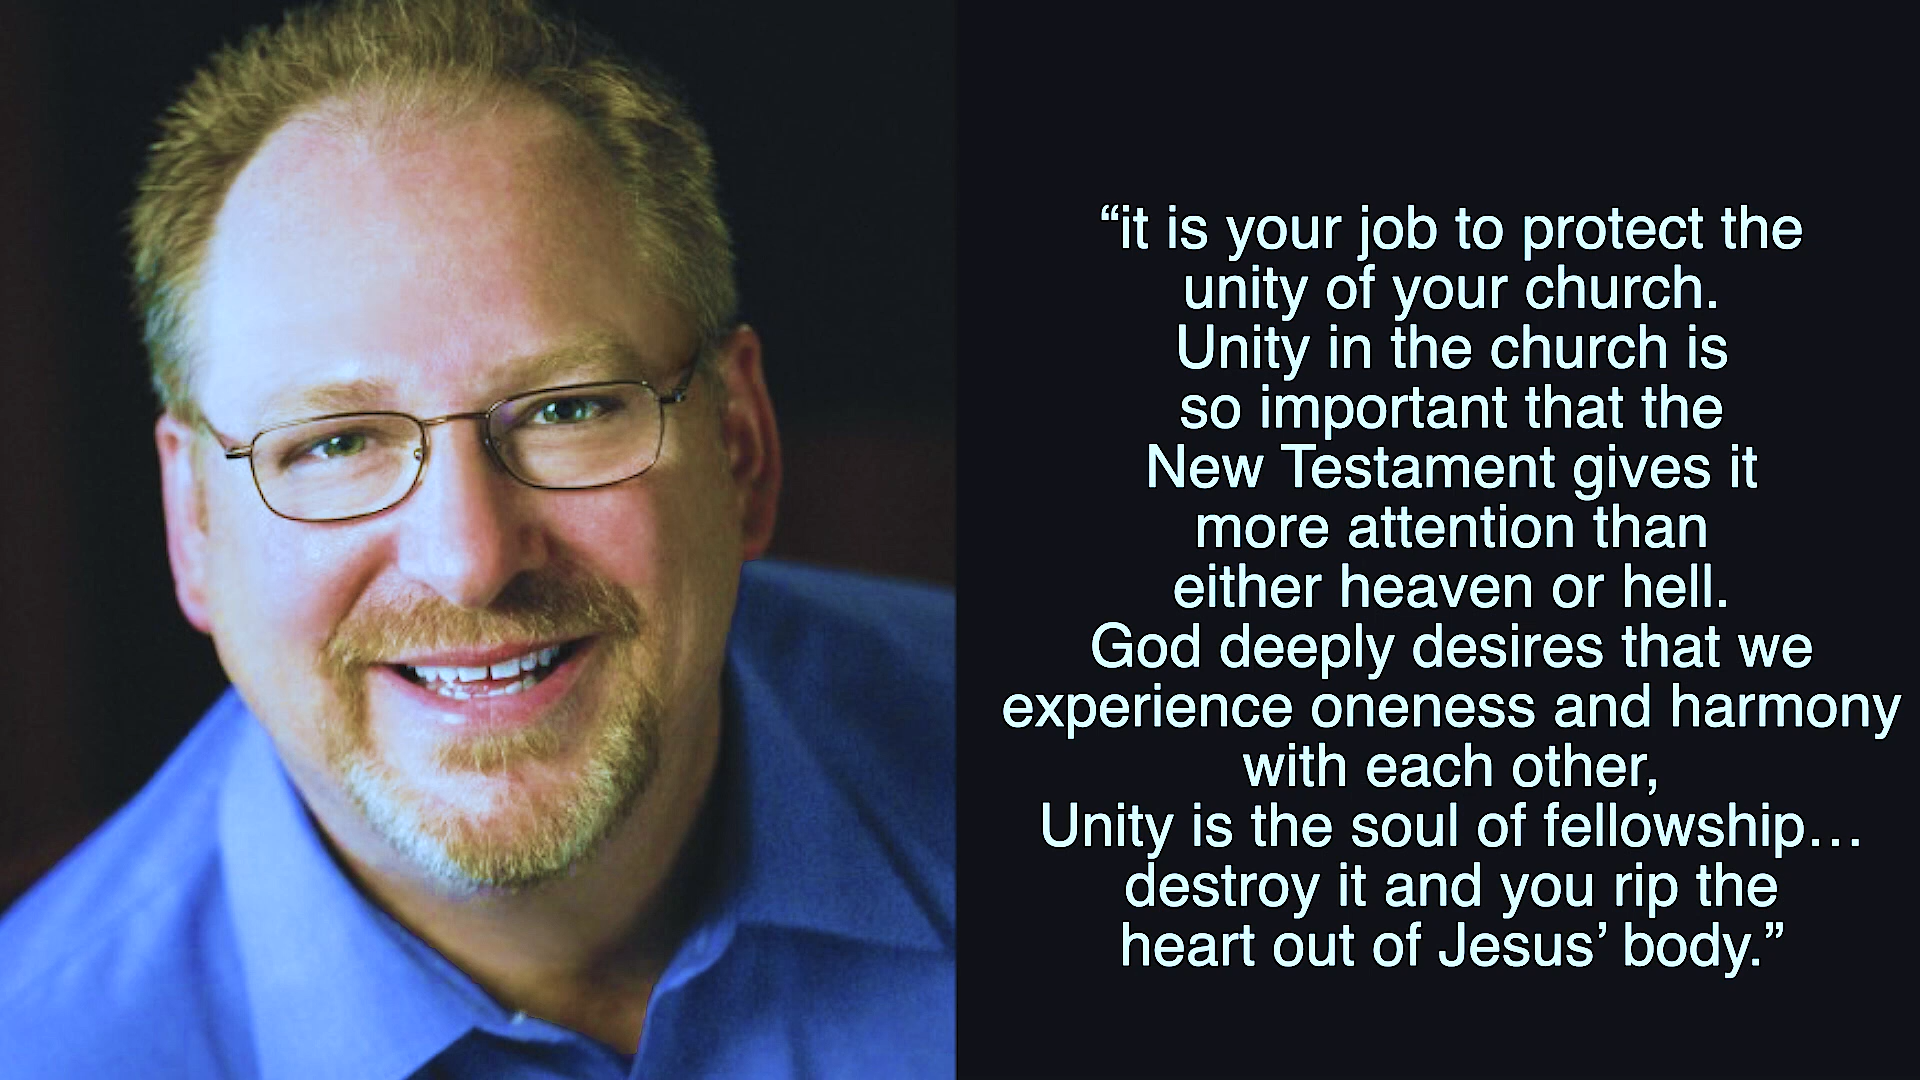 “it is your job to protect the
unity of your church.
Unity in the church is
so important that the
New Testament gives it
more attention than
either heaven or hell.
God deeply desires that we
experience oneness and harmony
with each other,
Unity is the soul of fellowship…
destroy it and you rip the
heart out of Jesus’ body.”